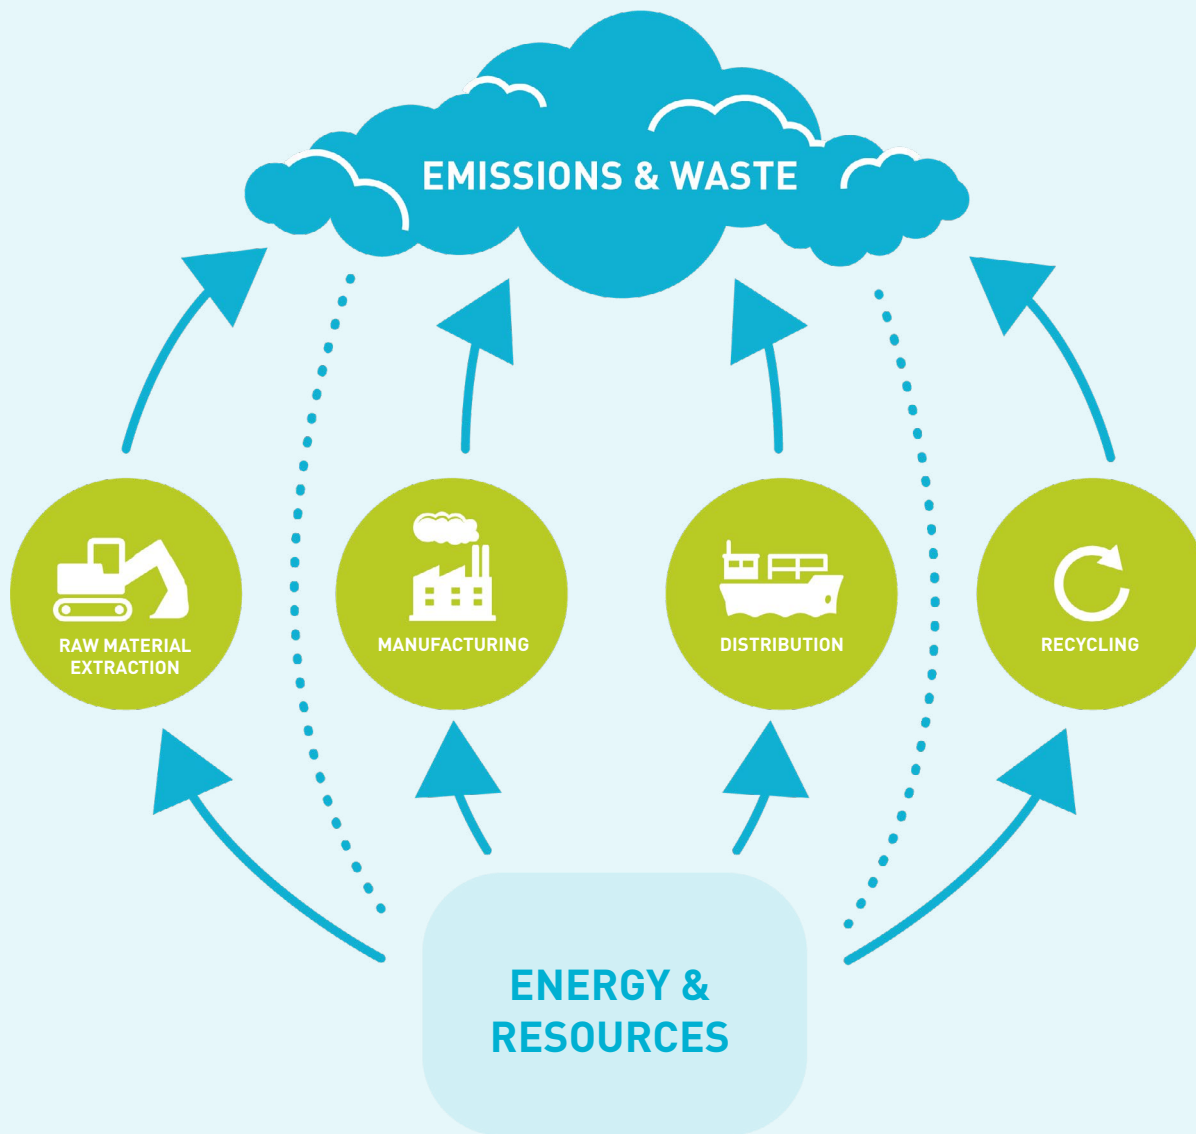 EMISSIONS & WASTE
RAW MATERIAL
EXTRACTION
MANUFACTURING
DISTRIBUTION
RECYCLING
ENERGY &
RESOURCES